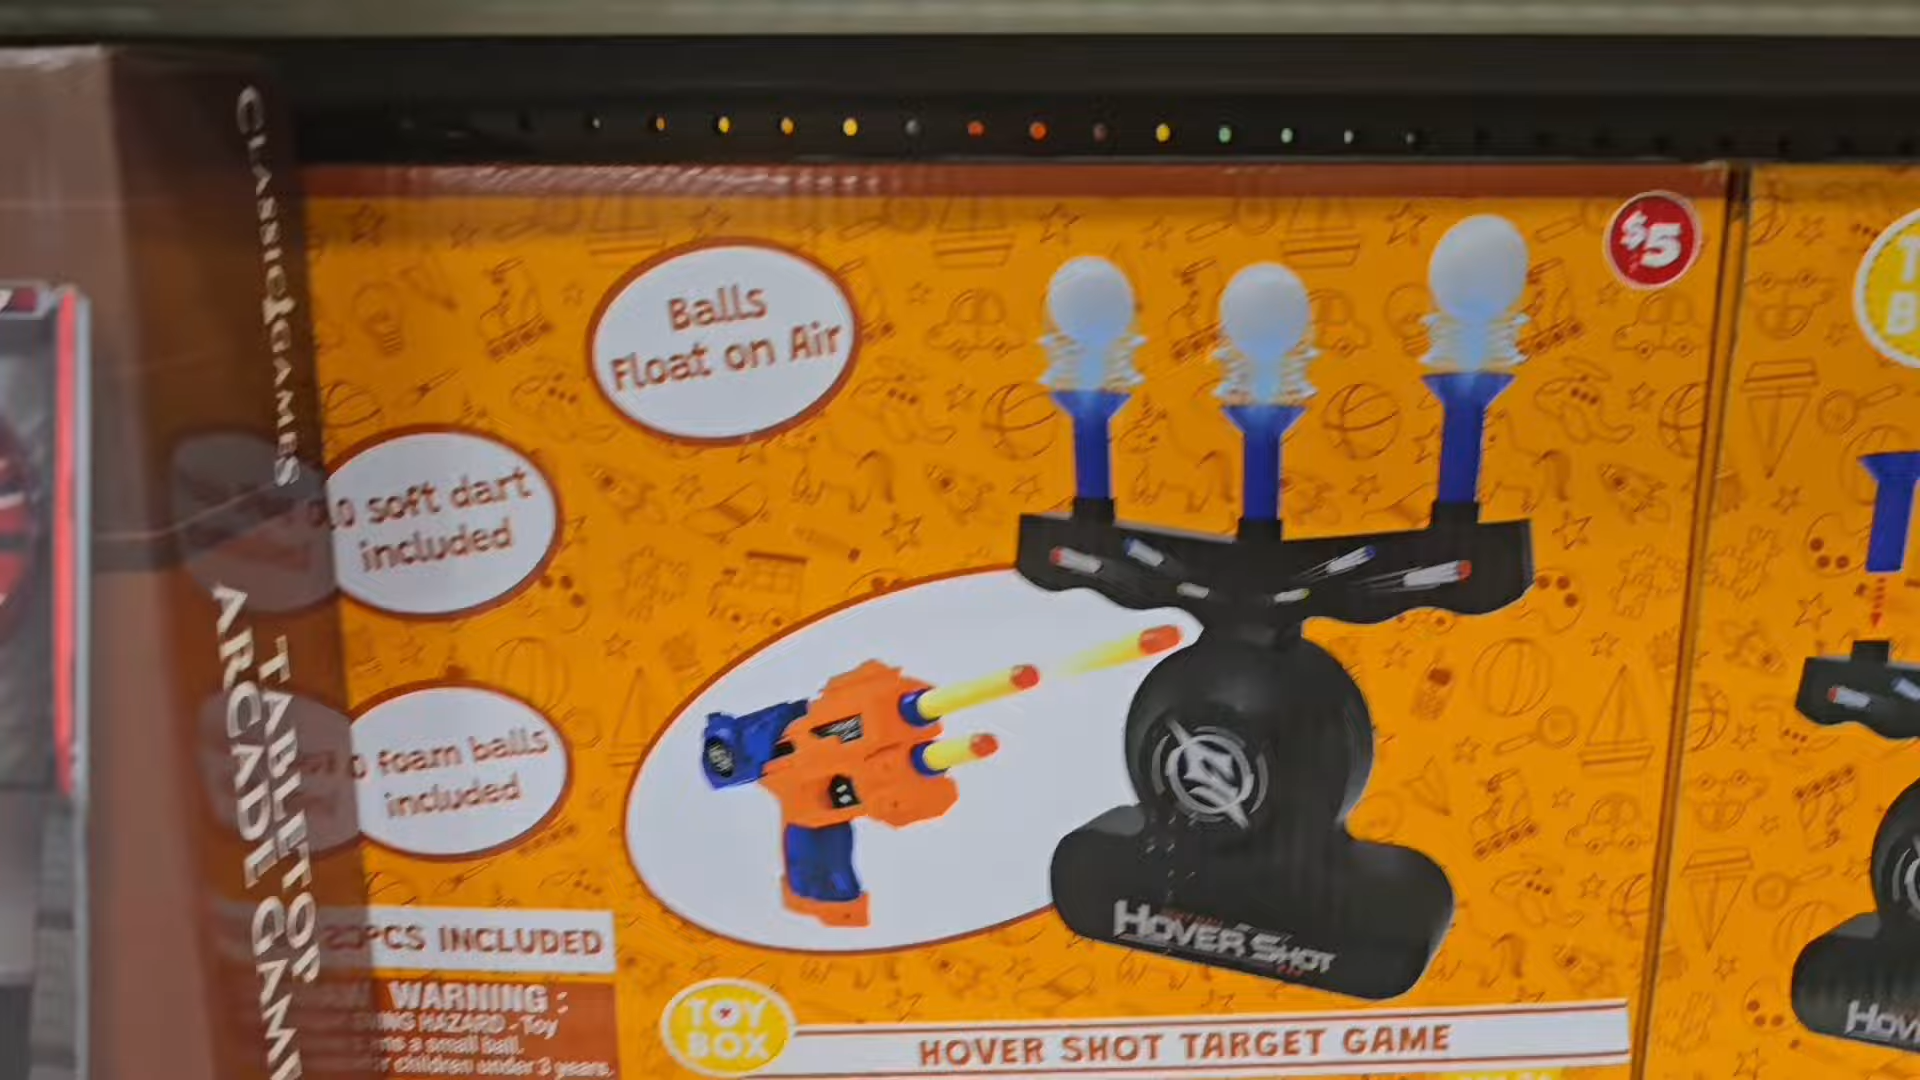 CLASSIC GAMES
TABLETOP
ARCADE GAME
Balls
Float on Air
$5
soft dart
included
foam balls
included
PCS INCLUDED
WARNING:
HAZARD - Toy
a small ball.
children under 3 years.
HOVER SHOT
TOY
BOX
HOVER SHOT TARGET GAME